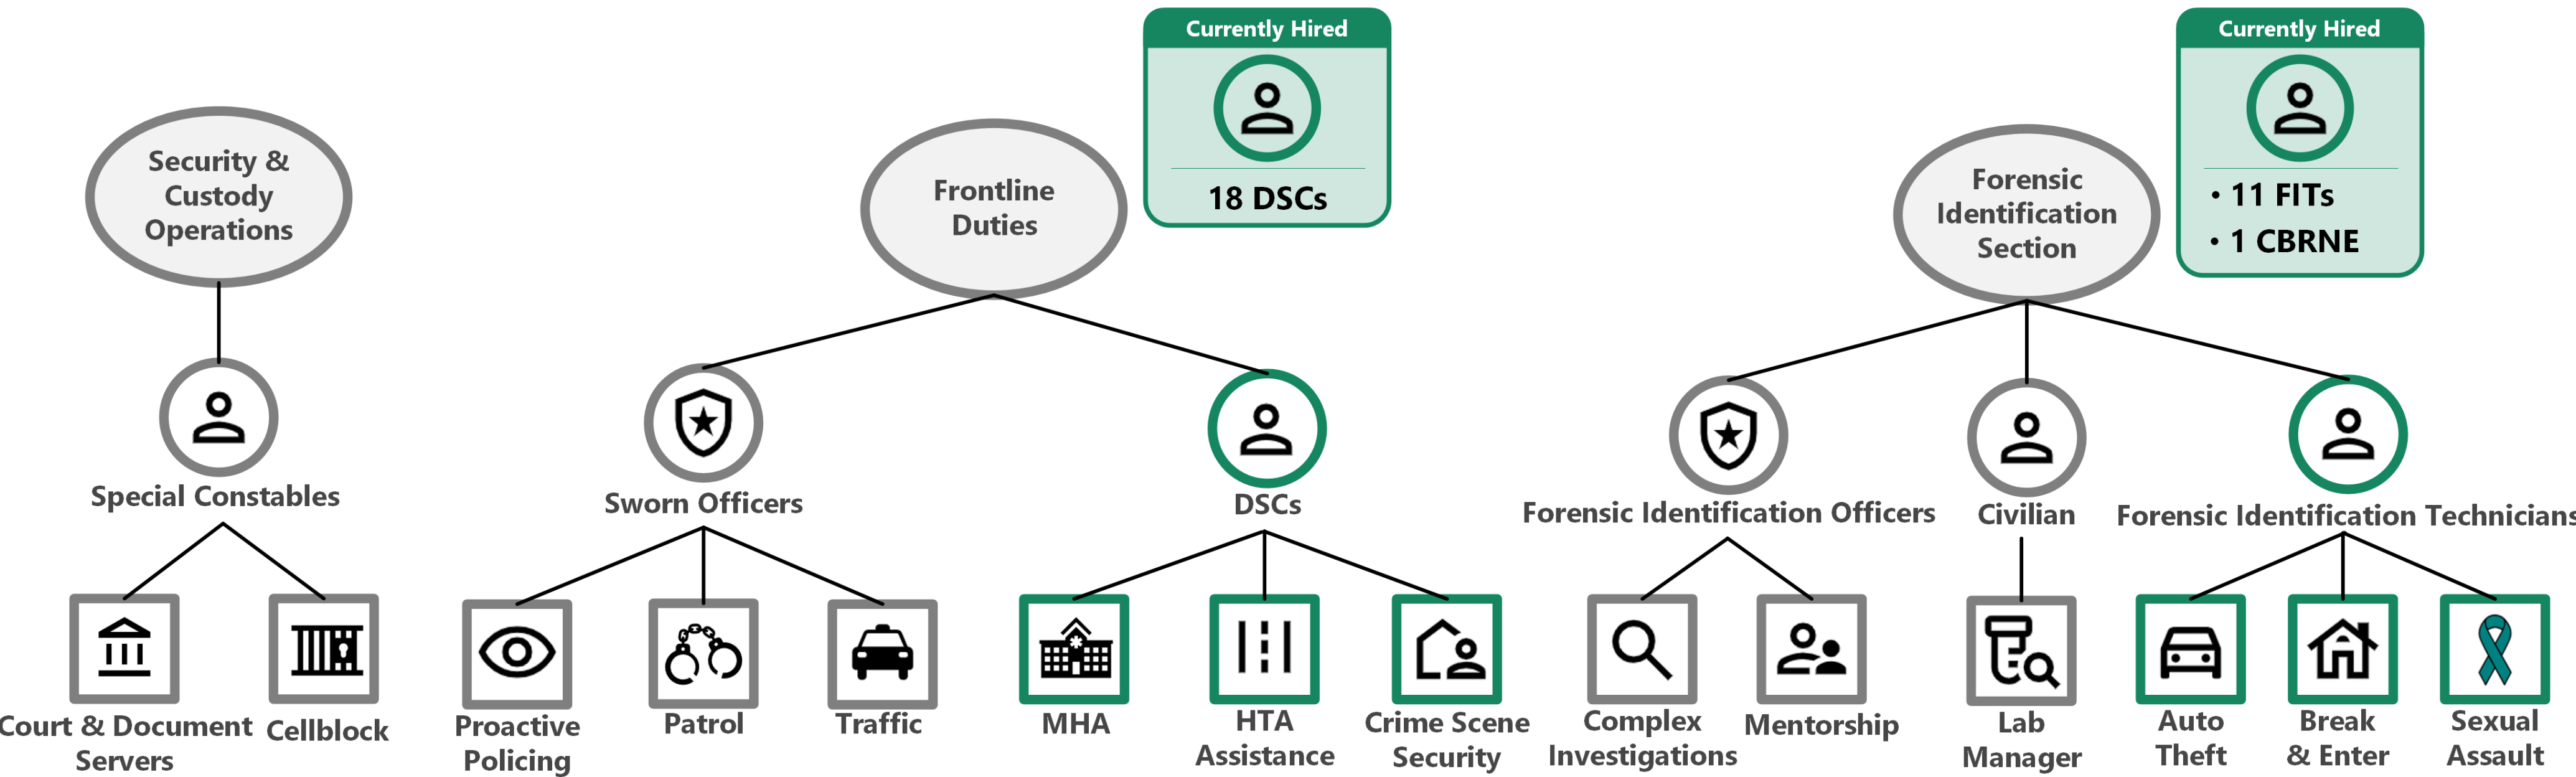 Currently Hired
18 DSCs
Currently Hired
• 11 FITs
• 1 CBRNE
Security &
Custody
Operations
Frontline
Duties
Forensic
Identification
Section
Special Constables
Sworn Officers
DSCs
Forensic Identification Officers
Civilian
Forensic Identification Technicians
Court & Document
Servers
Cellblock
Proactive
Policing
Patrol
Traffic
MHA
HTA
Assistance
Crime Scene
Security
Complex
Investigations
Mentorship
Lab
Manager
Auto
Theft
Break
& Enter
Sexual
Assault